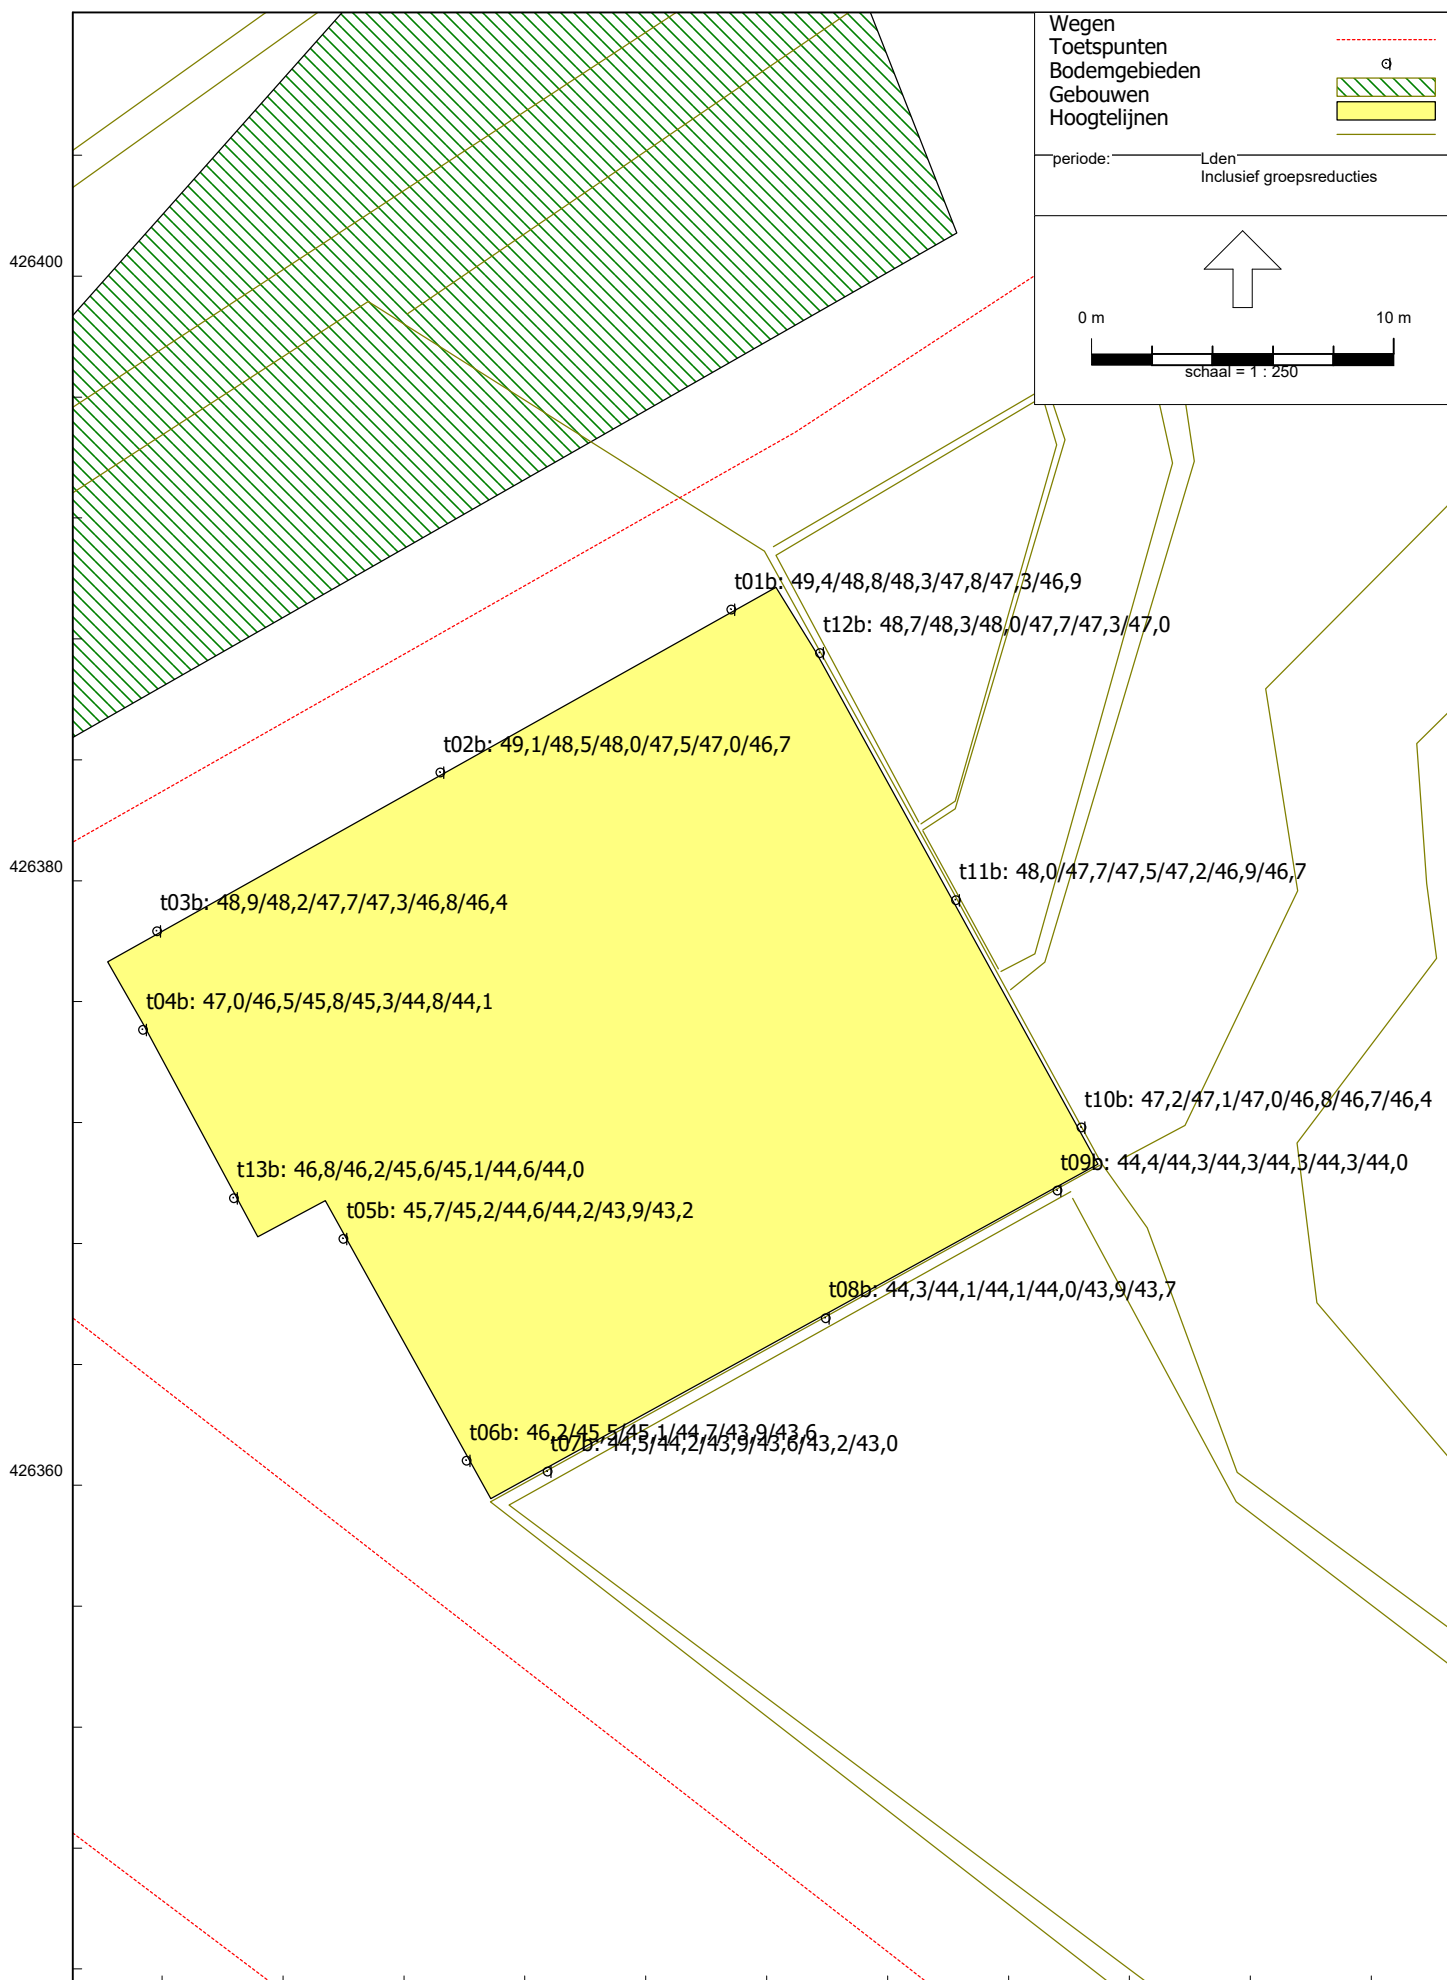 Wegen
Toetspunten
Bodemgebieden
Gebouwen
Hoogtelijnen
periode: Lden
Inclusief groepsreducties
426400
0 m 10 m
schaal = 1 : 250
t01b: 49,4/48,8/48,3/47,8/47,3/46,9
t12b: 48,7/48,3/48,0/47,7/47,3/47,0
t02b: 49,1/48,5/48,0/47,5/47,0/46,7
426380
t11b: 48,0/47,7/47,5/47,2/46,9/46,7
t03b: 48,9/48,2/47,7/47,3/46,8/46,4
t04b: 47,0/46,5/45,8/45,3/44,8/44,1
t10b: 47,2/47,1/47,0/46,8/46,7/46,4
t09b: 44,4/44,3/44,3/44,3/44,3/44,0
t13b: 46,8/46,2/45,6/45,1/44,6/44,0
t05b: 45,7/45,2/44,6/44,2/43,9/43,2
t08b: 44,3/44,1/44,1/44,0/43,9/43,7
t06b: 46,2/45,5/45,1/44,7/43,9/43,6
t07b: 44,5/44,2/43,9/43,6/43,2/43,0
426360